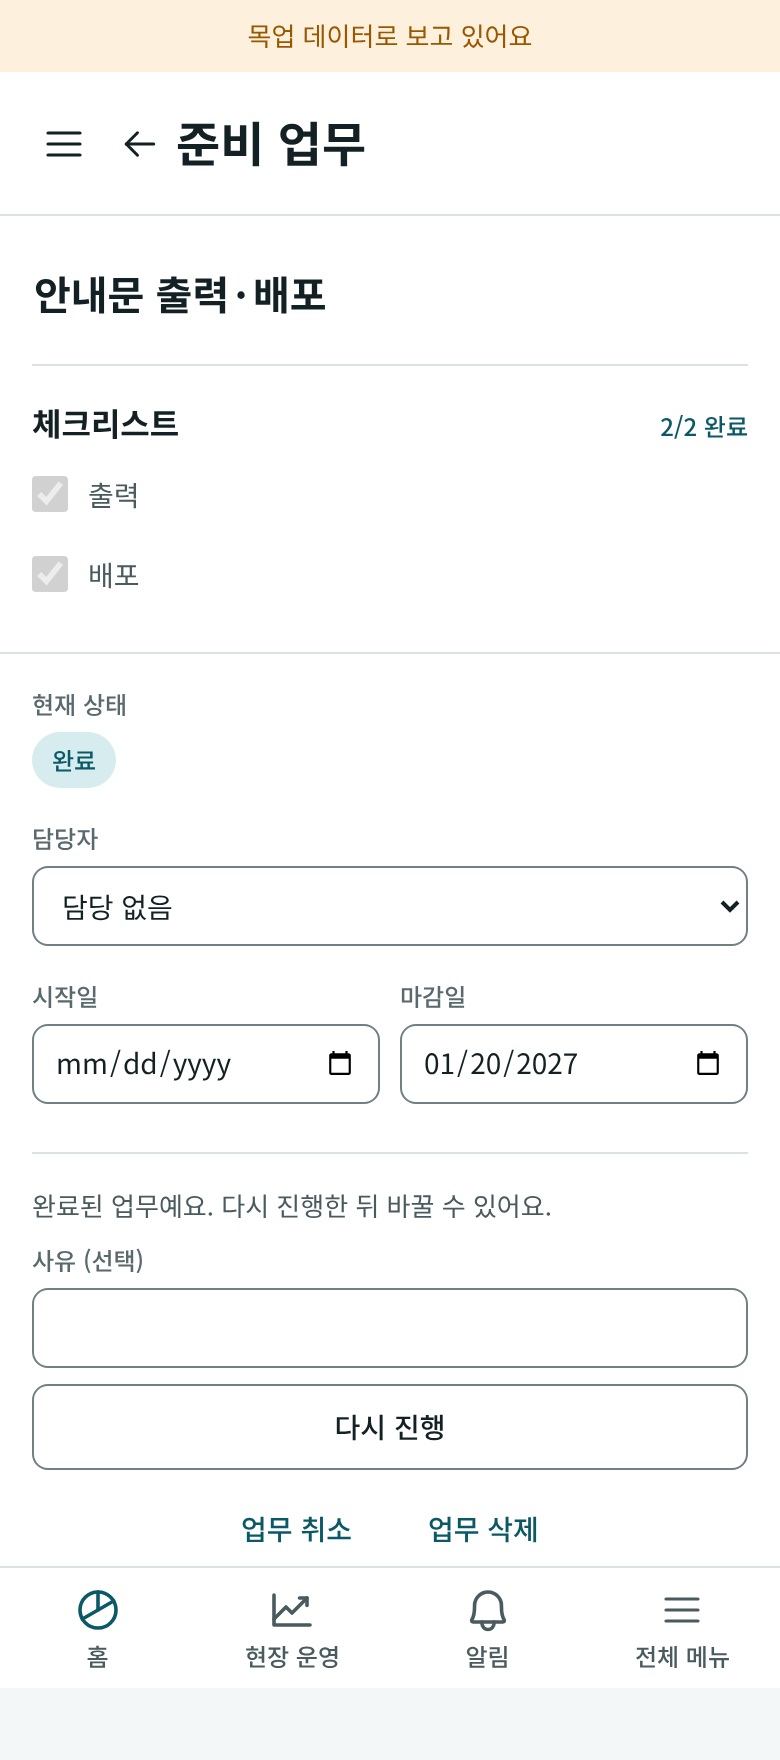 목업 데이터로 보고 있어요
준비 업무
안내문 출력·배포
체크리스트
2/2 완료
출력
배포
현재 상태
완료
담당자
담당 없음
시작일
마감일
mm/dd/yyyy
01/20/2027
완료된 업무예요. 다시 진행한 뒤 바꿀 수 있어요.
사유 (선택)
다시 진행
업무 취소
업무 삭제
홈
현장 운영
알림
전체 메뉴